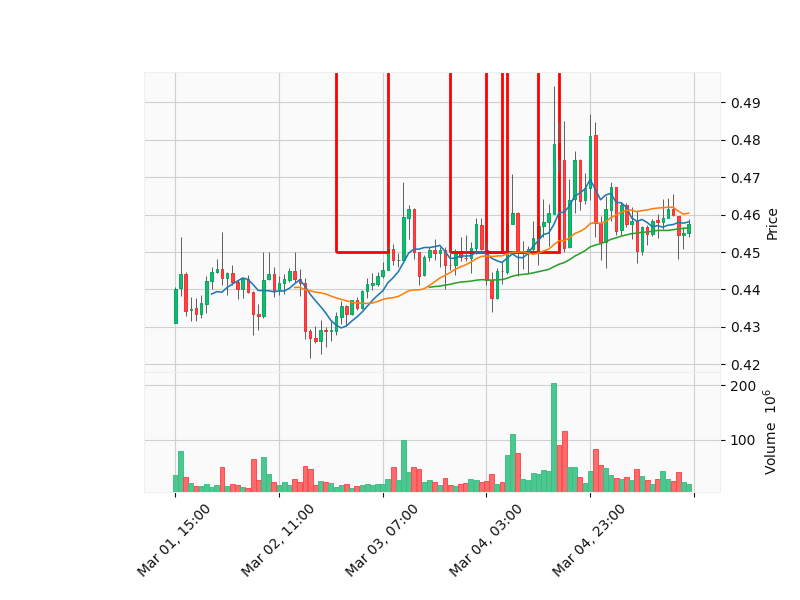 0.49
0.48
0.47
0.46
0.45
0.44
0.43
0.42
Price
200
100
Volume 10^6
Mar 01, 15:00
Mar 02, 11:00
Mar 03, 07:00
Mar 04, 03:00
Mar 04, 23:00